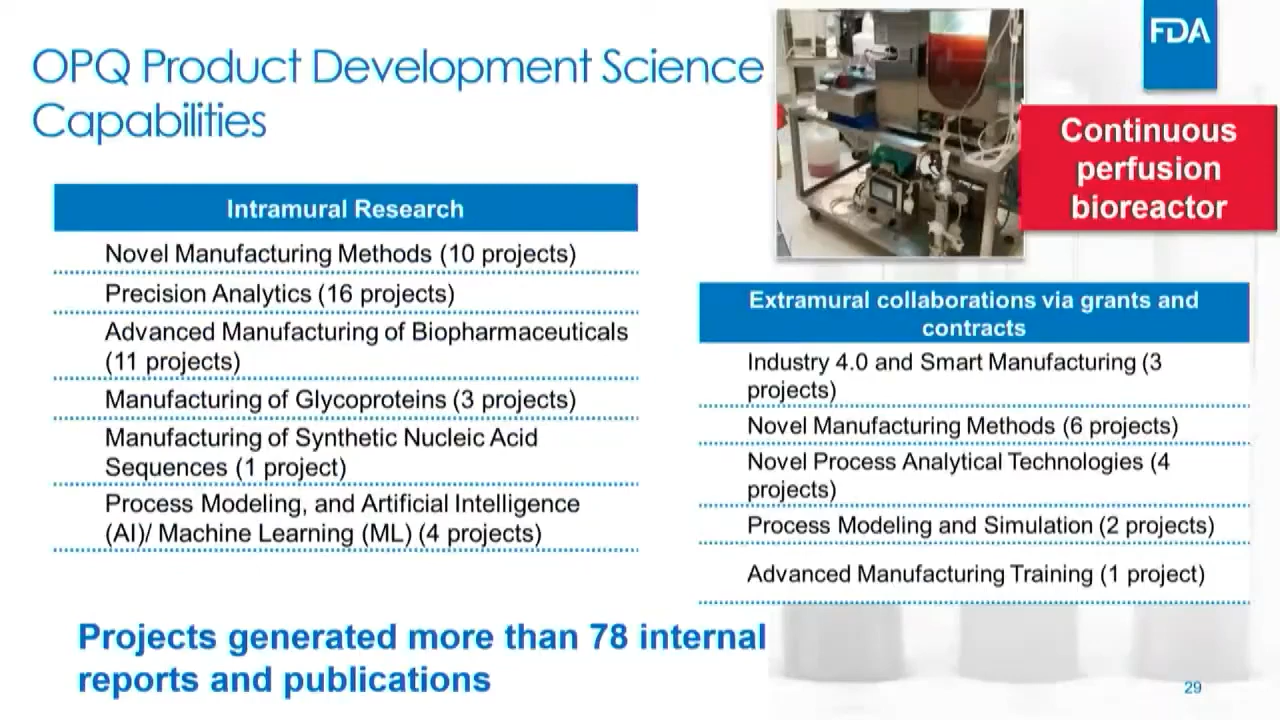 OPQ Product Development Science
Capabilities
FDA
Continuous
perfusion
bioreactor
Intramural Research
Novel Manufacturing Methods (10 projects)
Precision Analytics (16 projects)
Advanced Manufacturing of Biopharmaceuticals
(11 projects)
Manufacturing of Glycoproteins (3 projects)
Manufacturing of Synthetic Nucleic Acid
Sequences (1 project)
Process Modeling, and Artificial Intelligence
(AI)/ Machine Learning (ML) (4 projects)
Extramural collaborations via grants and
contracts
Industry 4.0 and Smart Manufacturing (3
projects)
Novel Manufacturing Methods (6 projects)
Novel Process Analytical Technologies (4
projects)
Process Modeling and Simulation (2 projects)
Advanced Manufacturing Training (1 project)
Projects generated more than 78 internal
reports and publications
29